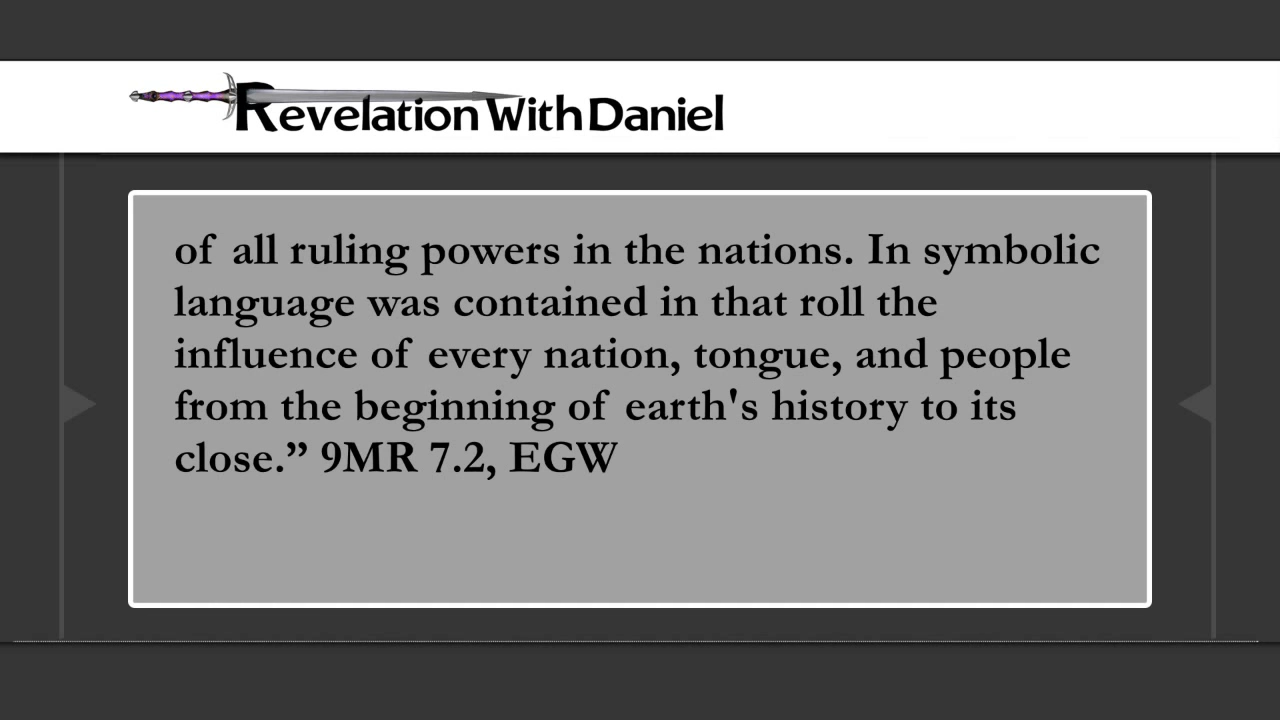 Revelation With Daniel
of all ruling powers in the nations. In symbolic
language was contained in that roll the
influence of every nation, tongue, and people
from the beginning of earth's history to its
close.” 9MR 7.2, EGW